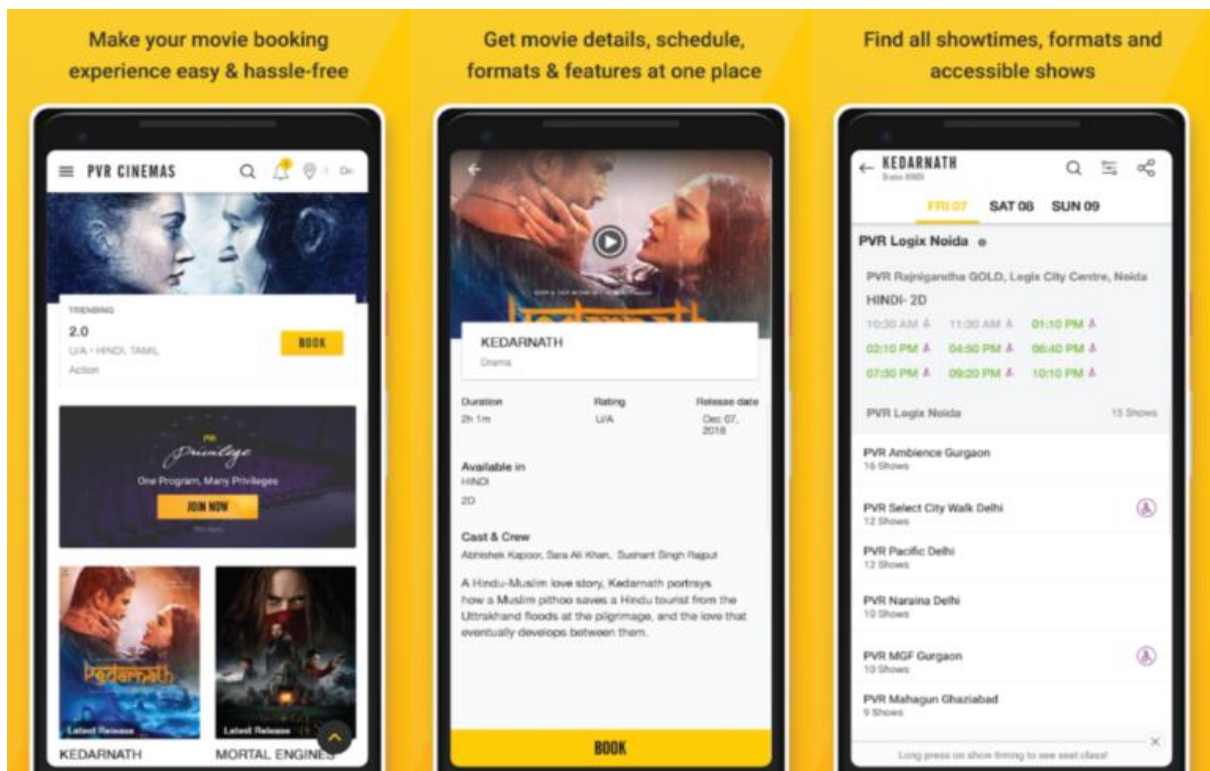 Make your movie booking
experience easy & hassle-free
PVR CINEMAS
TRENDING
2.0
U/A • HINDI, TAMIL
Action
BOOK
PVR
privilege
One Program, Many Privileges
JOIN NOW
kedarnath
Latest Release
KEDARNATH
Latest Release
MORTAL ENGINES
Get movie details, schedule,
formats & features at one place
kedarnath
KEDARNATH
Drama
Duration Rating Release date
2h 1m U/A Dec 07,
2018
Available in
HINDI
2D
Cast & Crew
Abhishek Kapoor, Sara Ali Khan, Sushant Singh Rajput
A Hindu-Muslim love story, Kedarnath portrays
how a Muslim pithoo saves a Hindu tourist from the
Uttrakhand floods at the pilgrimage, and the love that
eventually develops between them.
BOOK
Find all showtimes, formats and
accessible shows
KEDARNATH
FRI 07 SAT 08 SUN 09
PVR Logix Noida
PVR Rajnigandha GOLD, Logix City Centre, Noida
HINDI- 2D
10:30 AM 11:30 AM 01:10 PM
02:10 PM 04:50 PM 06:40 PM
07:30 PM 09:20 PM 10:10 PM
PVR Logix Noida 15 Shows
PVR Ambience Gurgaon
16 Shows
PVR Select City Walk Delhi
12 Shows
PVR Pacific Delhi
12 Shows
PVR Naraina Delhi
10 Shows
PVR MGF Gurgaon
10 Shows
PVR Mahagun Ghaziabad
9 Shows
Long press on show timing to see seat class!